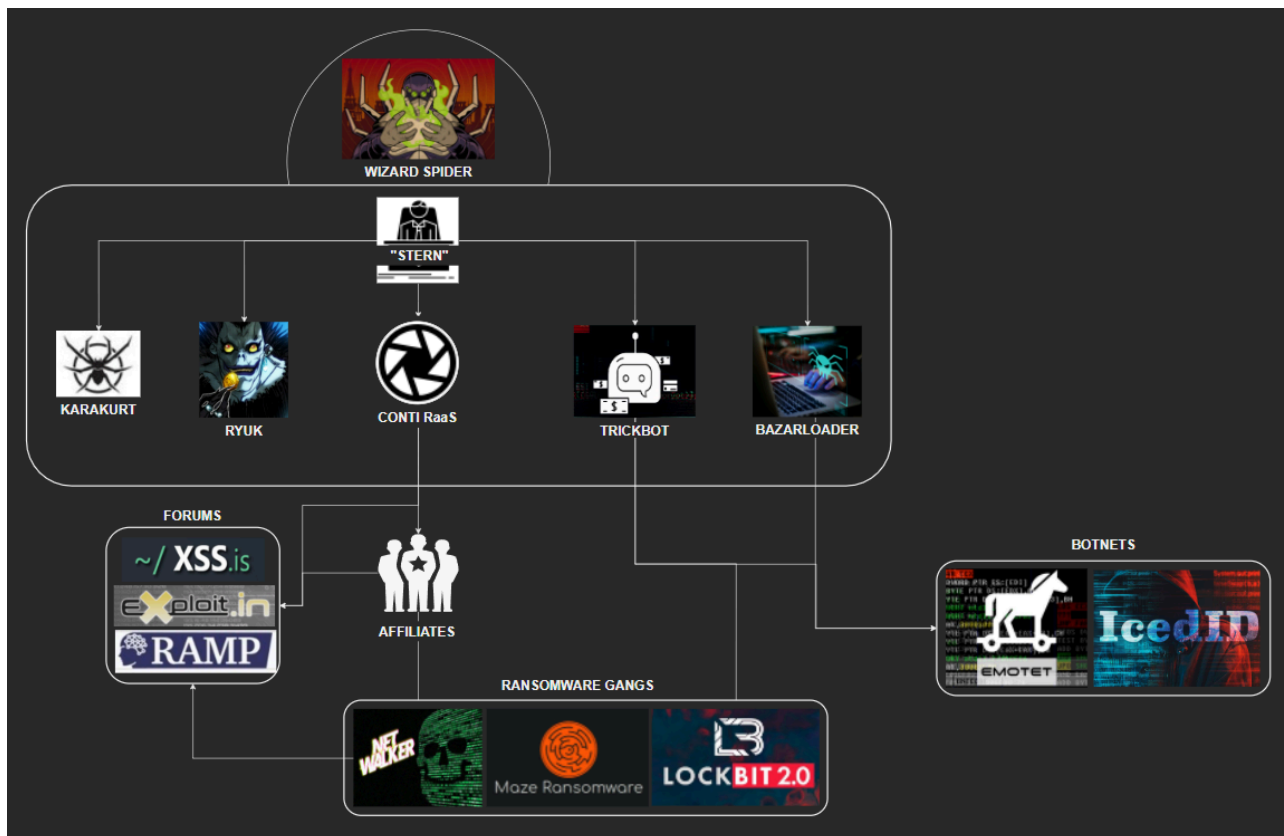 WIZARD SPIDER
"STERN"
KARAKURT
RYUK
CONTI RaaS
TRICKBOT
BAZARLOADER
FORUMS
~/ XSS.is
eXploit.in
RAMP
AFFILIATES
BOTNETS
EMOTET
IcedID
RANSOMWARE GANGS
NET
WALKER
Maze Ransomware
LOCKBIT 2.0